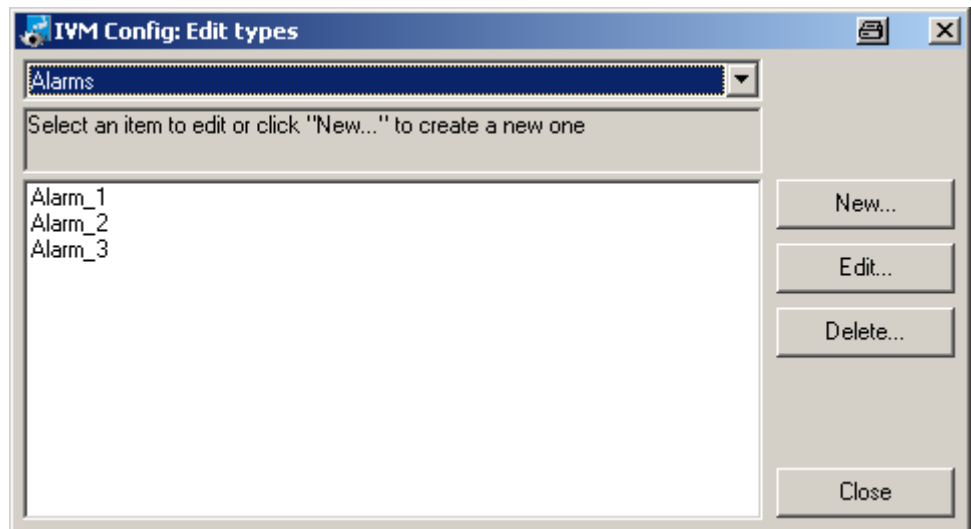 IVM Config: Edit types
Alarms
Select an item to edit or click "New..." to create a new one
Alarm_1
Alarm_2
Alarm_3
New...
Edit...
Delete...
Close